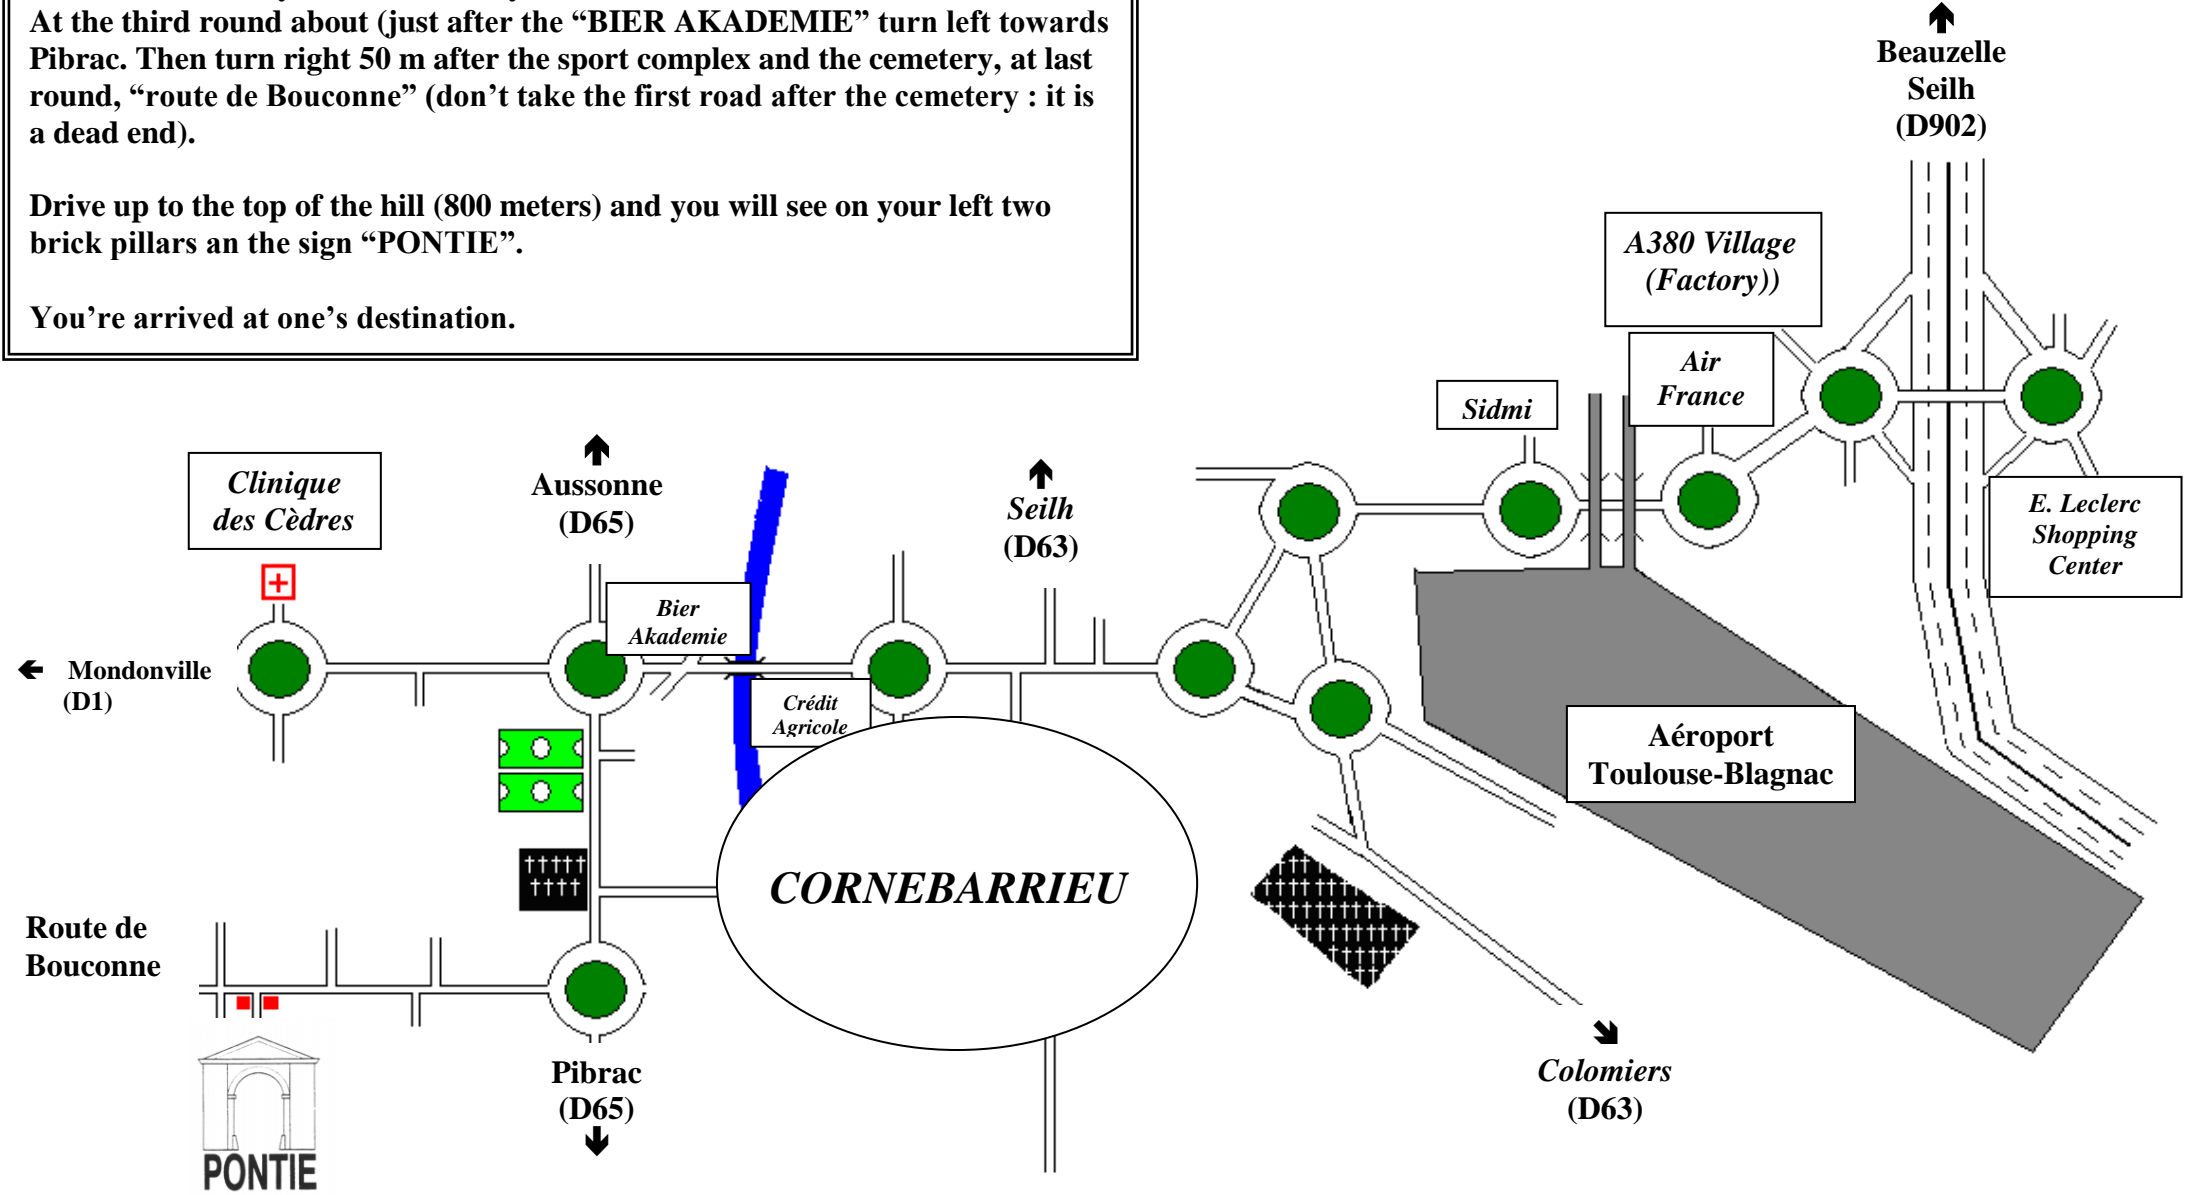 At the third round about (just after the “BIER AKADEMIE” turn left towards
Pibrac. Then turn right 50 m after the sport complex and the cemetery, at last
round, “route de Bouconne” (don’t take the first road after the cemetery : it is
a dead end).
Drive up to the top of the hill (800 meters) and you will see on your left two
brick pillars an the sign “PONTIE”.
You’re arrived at one’s destination.
Beauzelle
Seilh
(D902)
A380 Village
(Factory))
Air
France
Sidmi
E. Leclerc
Shopping
Center
Clinique
des Cèdres
Aussonne
(D65)
Seilh
(D63)
Bier
Akademie
Mondonville
(D1)
Crédit
Agricole
Aéroport
Toulouse-Blagnac
CORNEBARRIEU
Route de
Bouconne
Pibrac
(D65)
Colomiers
(D63)
PONTIE